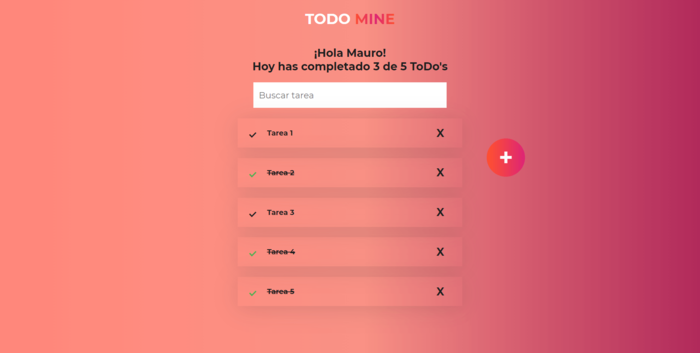 TODO MINE
¡Hola Mauro!
Hoy has completado 3 de 5 ToDo's
Buscar tarea
Tarea 1 X
Tarea 2 X
Tarea 3 X
Tarea 4 X
Tarea 5 X
+